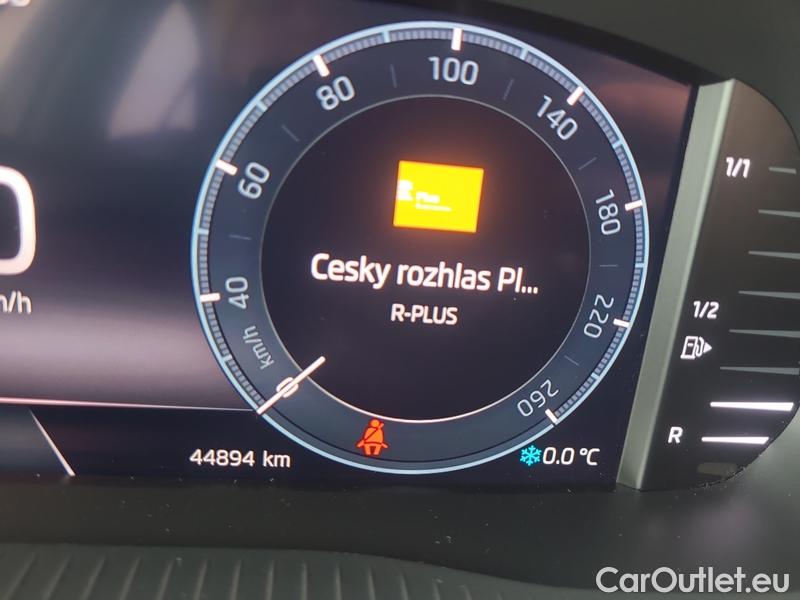 0
km/h
40
60
80
100
140
180
220
260
Plus
Cesky rozhlas Pl...
R-PLUS
44894 km
0.0 °C
1/1
1/2
R
CarOutlet.eu